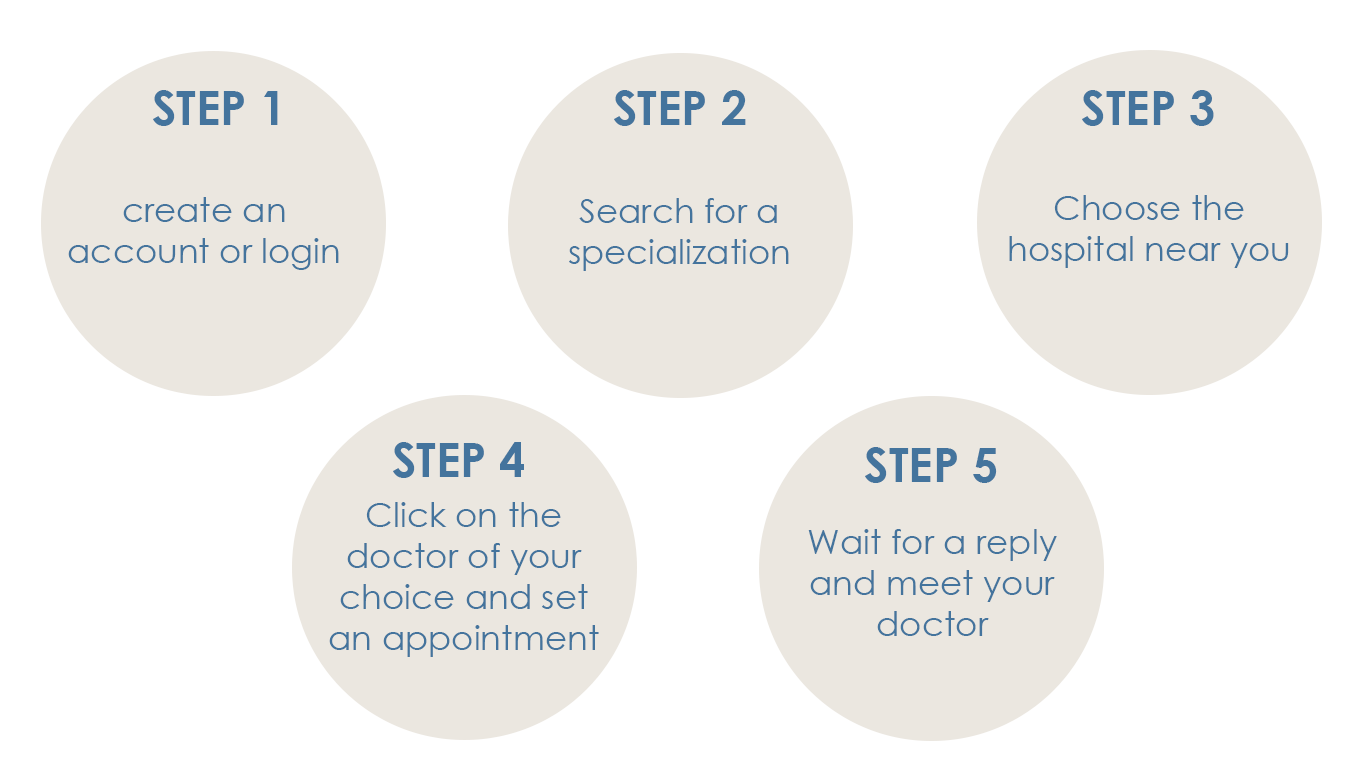 STEP 1
create an
account or login
STEP 2
Search for a
specialization
STEP 3
Choose the
hospital near you
STEP 4
Click on the
doctor of your
choice and set
an appointment
STEP 5
Wait for a reply
and meet your
doctor